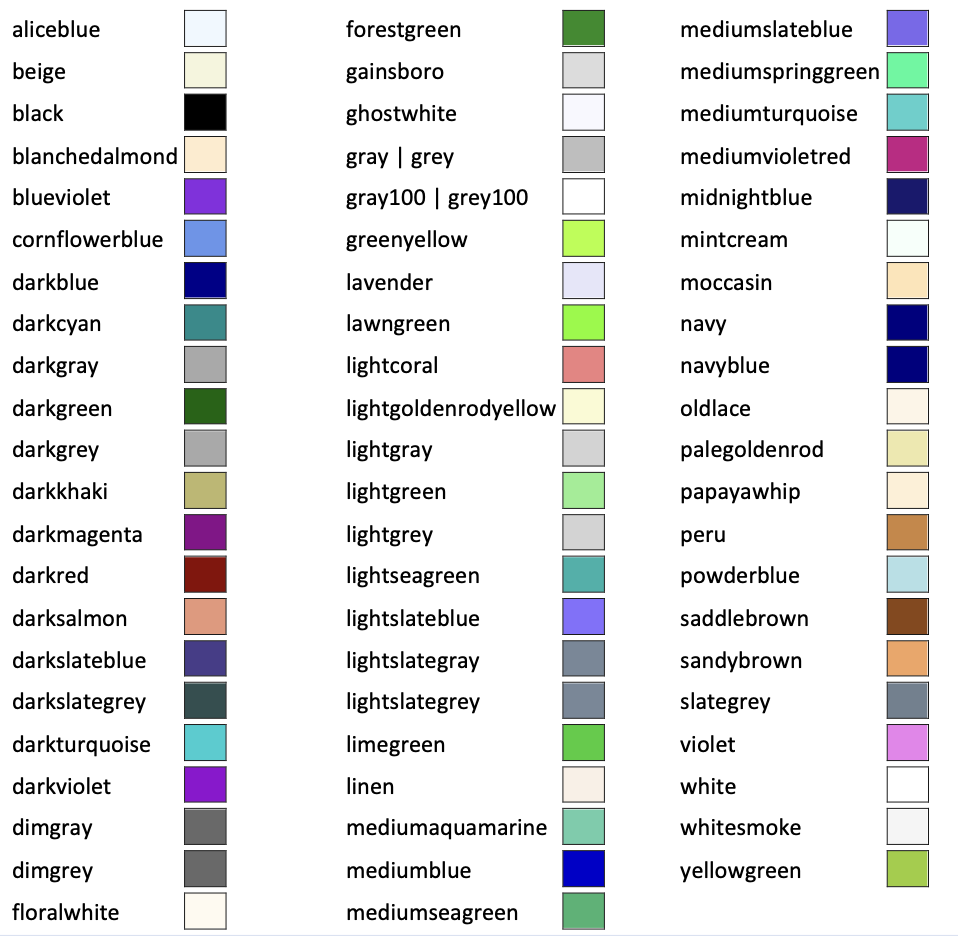 aliceblue
beige
black
blanchedalmond
blueviolet
cornflowerblue
darkblue
darkcyan
darkgray
darkgreen
darkgrey
darkkhaki
darkmagenta
darkred
darksalmon
darkslateblue
darkslategrey
darkturquoise
darkviolet
dimgray
dimgrey
floralwhite
forestgreen
gainsboro
ghostwhite
gray | grey
gray100 | grey100
greenyellow
lavender
lawngreen
lightcoral
lightgoldenrodyellow
lightgray
lightgreen
lightgrey
lightseagreen
lightslateblue
lightslategray
lightslategrey
limegreen
linen
mediumaquamarine
mediumblue
mediumseagreen
mediumslateblue
mediumspringgreen
mediumturquoise
mediumvioletred
midnightblue
mintcream
moccasin
navy
navyblue
oldlace
palegoldenrod
papayawhip
peru
powderblue
saddlebrown
sandybrown
slategrey
violet
white
whitesmoke
yellowgreen